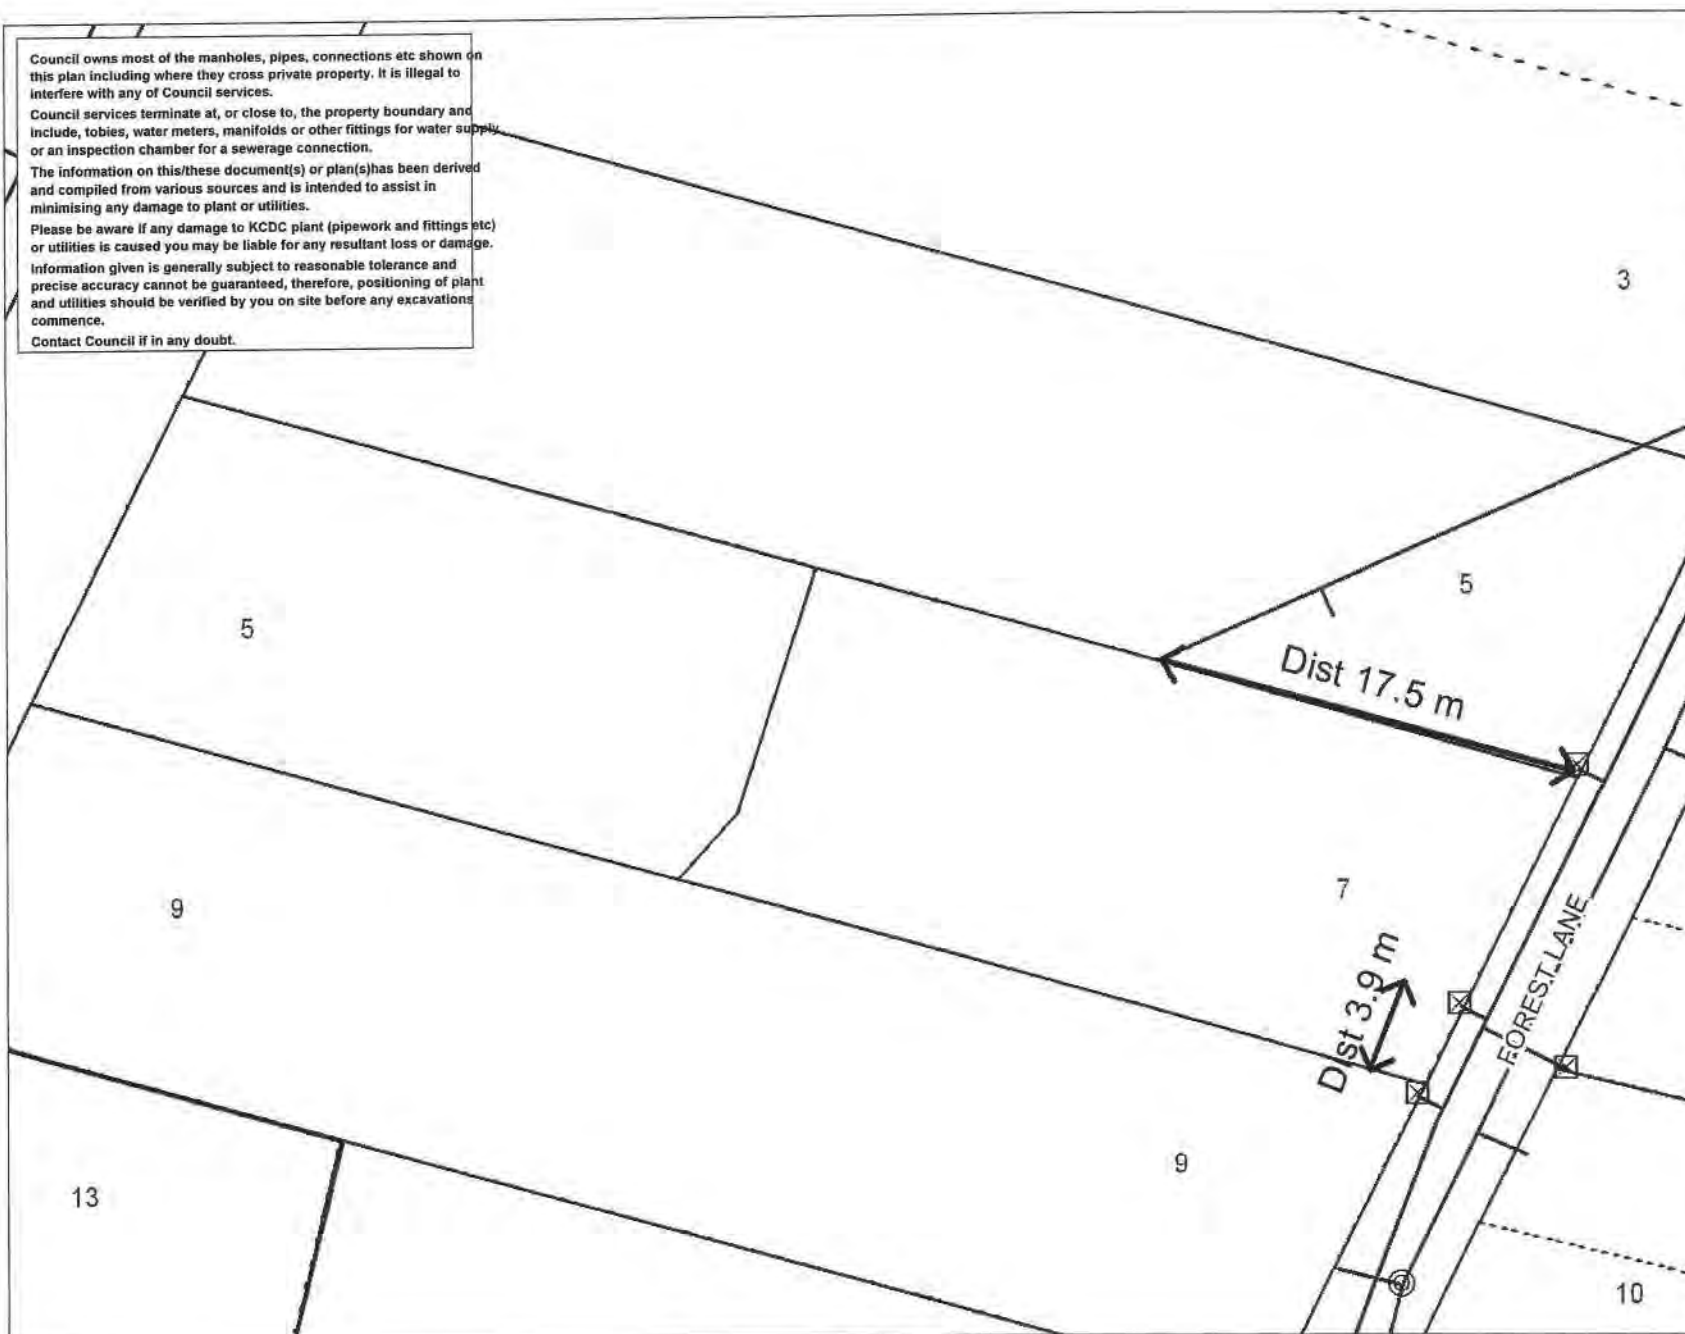 Council owns most of the manholes, pipes, connections etc shown on
this plan including where they cross private property. It is illegal to
interfere with any of Council services.
Council services terminate at, or close to, the property boundary and
include, tobies, water meters, manifolds or other fittings for water supply
or an inspection chamber for a sewerage connection.
The information on this/these document(s) or plan(s)has been derived
and compiled from various sources and is intended to assist in
minimising any damage to plant or utilities.
Please be aware if any damage to KCDC plant (pipework and fittings etc)
or utilities is caused you may be liable for any resultant loss or damage.
Information given is generally subject to reasonable tolerance and
precise accuracy cannot be guaranteed, therefore, positioning of plant
and utilities should be verified by you on site before any excavations
commence.
Contact Council if in any doubt.
3
5
5
Dist 17.5 m
7
9
Dist 3.9 m
FOREST LANE
9
13
10